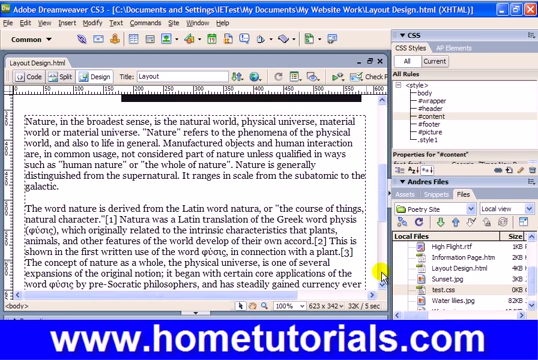 Adobe Dreamweaver CS3 - [C:\Documents and Settings\IETest\My Documents\My Website Work\Layout Design.html (XHTML)]
File Edit View Insert Modify Text Commands Site Window Help
Common
Layout Design.html
Code Split Design Title: Layout Check
Nature, in the broadest sense, is the natural world, physical universe, material
world or material universe. "Nature" refers to the phenomena of the physical
world, and also to life in general. Manufactured objects and human interaction
are, in common usage, not considered part of nature unless qualified in ways
such as "human nature" or "the whole of nature". Nature is generally
distinguished from the supernatural. It ranges in scale from the subatomic to the
galactic.
The word nature is derived from the Latin word natura, or "the course of things,
natural character."[1] Natura was a Latin translation of the Greek word physis
(φύσις), which originally related to the intrinsic characteristics that plants,
animals, and other features of the world develop of their own accord.[2] This is
shown in the first written use of the word φύσις, in connection with a plant.[3]
The concept of nature as a whole, the physical universe, is one of several
expansions of the original notion; it began with certain core applications of the
word φύσις by pre-Socratic philosophers, and has steadily gained currency ever
<body> 100% 623 x 342 32K / 5 sec
CSS
CSS Styles AP Elements
All Current
All Rules
<style>
body
#wrapper
#header
#content
#footer
#picture
.style1
Properties for "#content"
Andres Files
Assets Snippets Files
Poetry Site Local view
Local Files Size
High Flight.rtf 1KB
Information Page.htm 2KB
Layout Design.html 4KB
Sunset.jpg 31KB
test.css 0KB
Water lilies.jpg 82KB
www.hometutorials.com